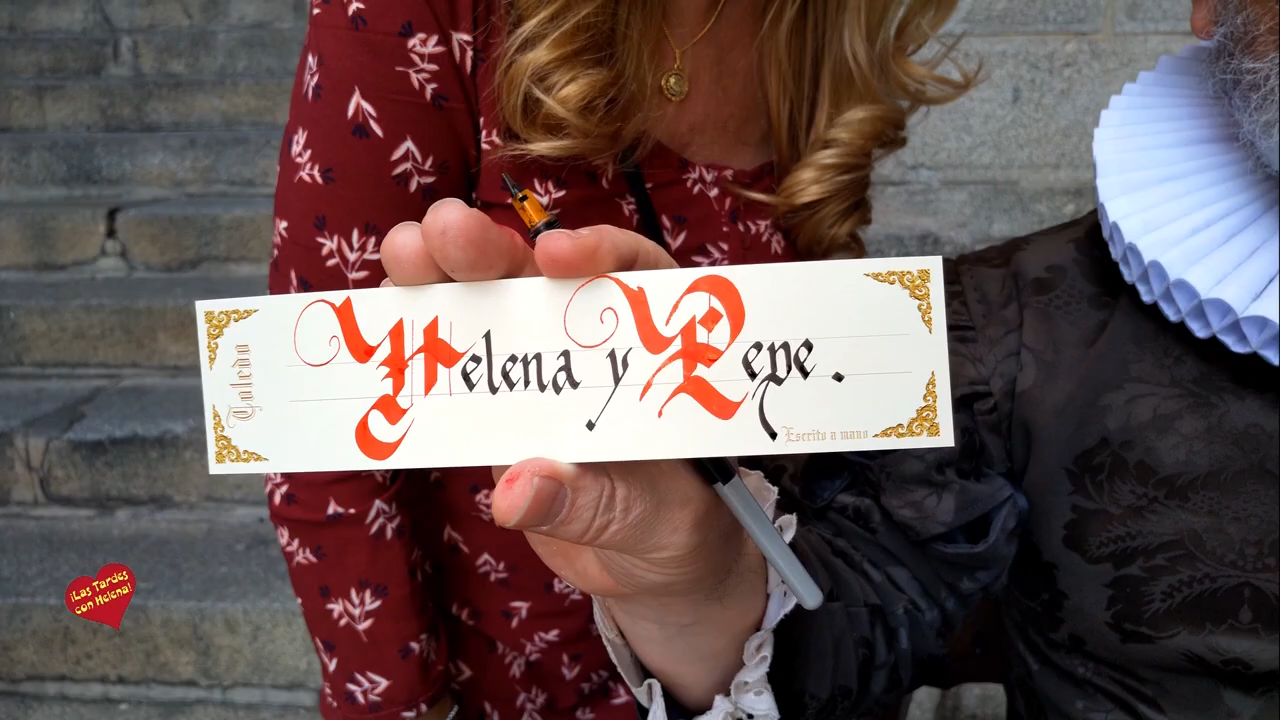 Toledo
Helena y Pepe.
Escrito a mano
¡Las Tardes
con Helena!